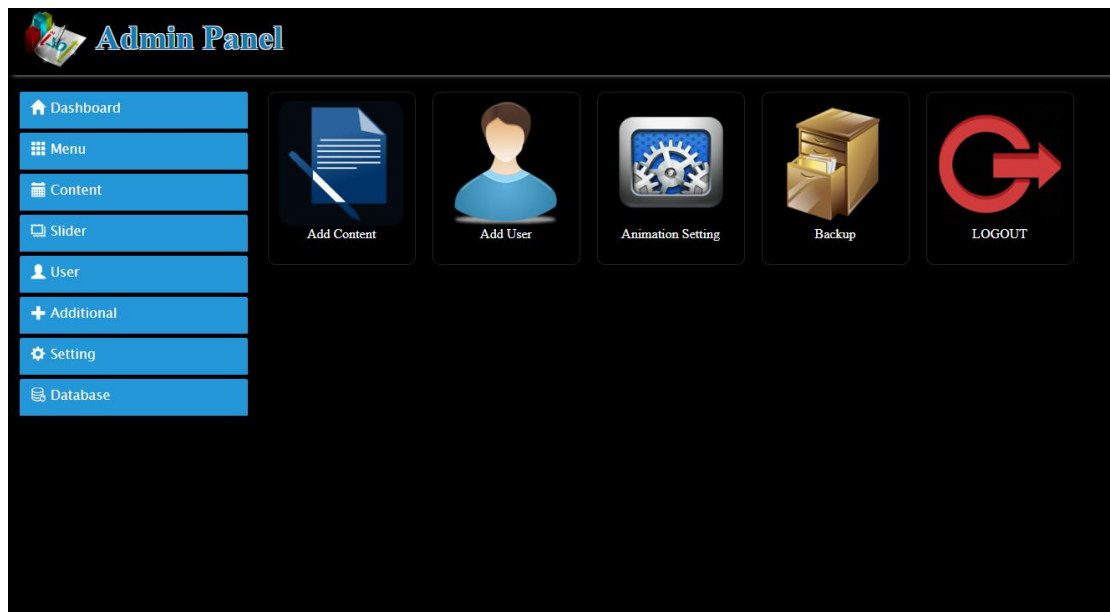 Admin Panel
Dashboard
Menu
Content
Slider
User
Additional
Setting
Database
Add Content
Add User
Animation Setting
Backup
LOGOUT